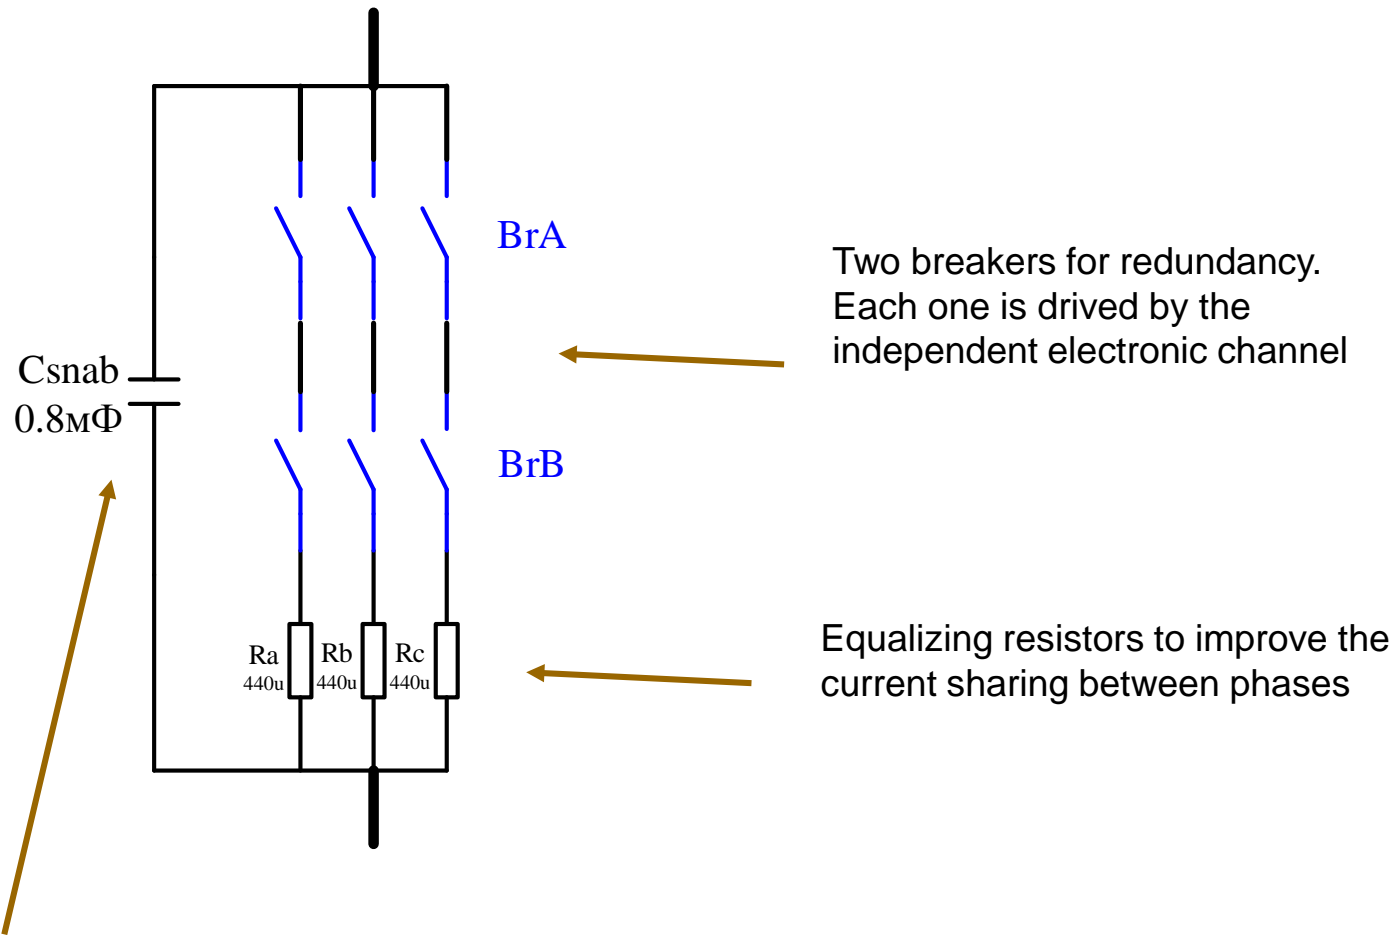 BrA
Two breakers for redundancy.
Each one is drived by the
independent electronic channel
Csnab
0.8мФ
BrB
Ra
440u
Rb
440u
Rc
440u
Equalizing resistors to improve the
current sharing between phases